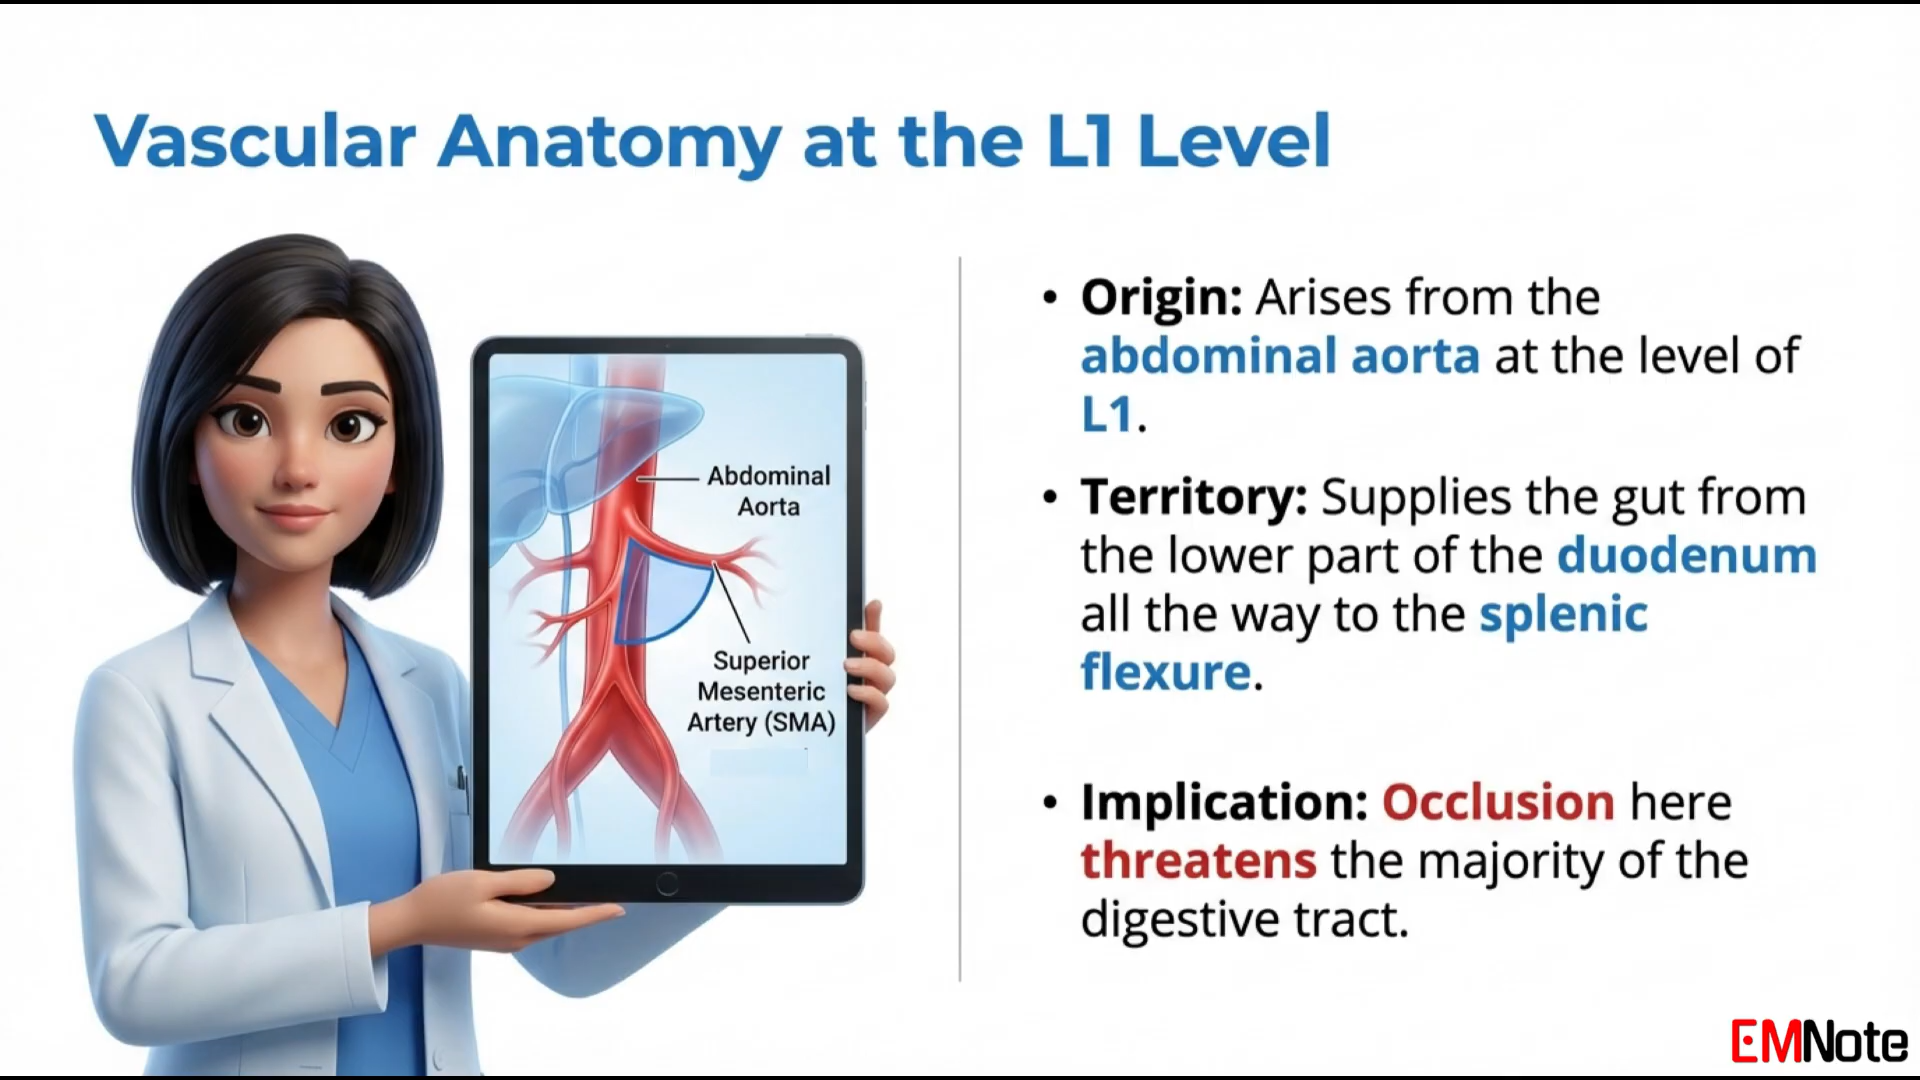 Vascular Anatomy at the L1 Level
Abdominal
Aorta
Superior
Mesenteric
Artery (SMA)
• Origin: Arises from the
abdominal aorta at the level of
L1.
• Territory: Supplies the gut from
the lower part of the duodenum
all the way to the splenic
flexure.
• Implication: Occlusion here
threatens the majority of the
digestive tract.
EMNote